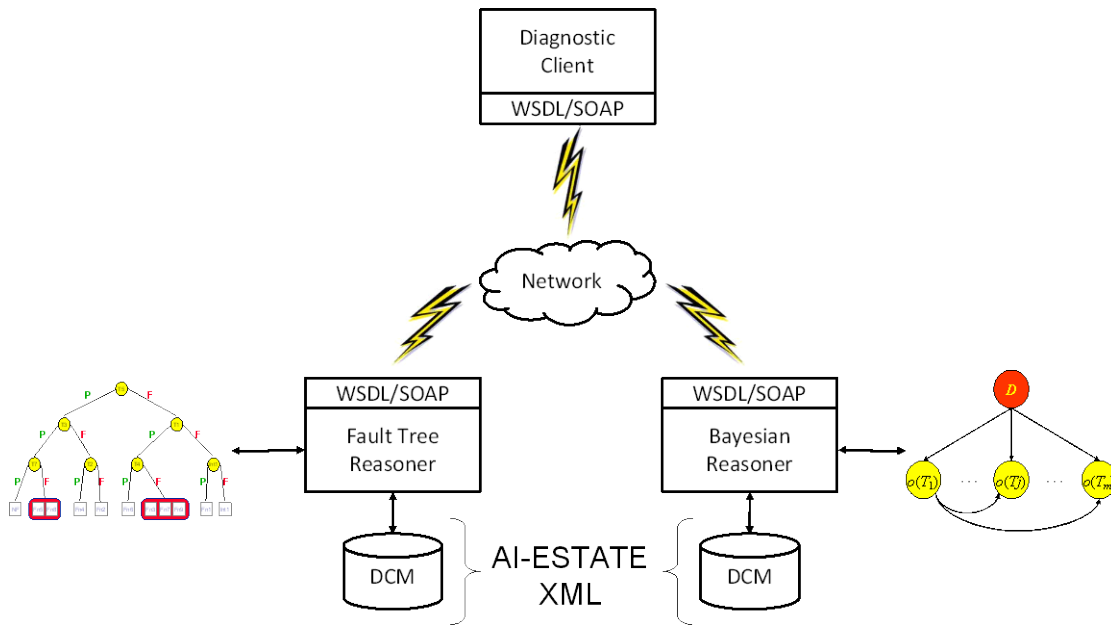 Diagnostic
Client
WSDL/SOAP
Network
WSDL/SOAP
Fault Tree
Reasoner
DCM
WSDL/SOAP
Bayesian
Reasoner
DCM
AI-ESTATE
XML
P
F
P
F
P
F
P
F
F
P
F
P
F
D
o(T1)
...
o(Tj)
...
o(Tm)